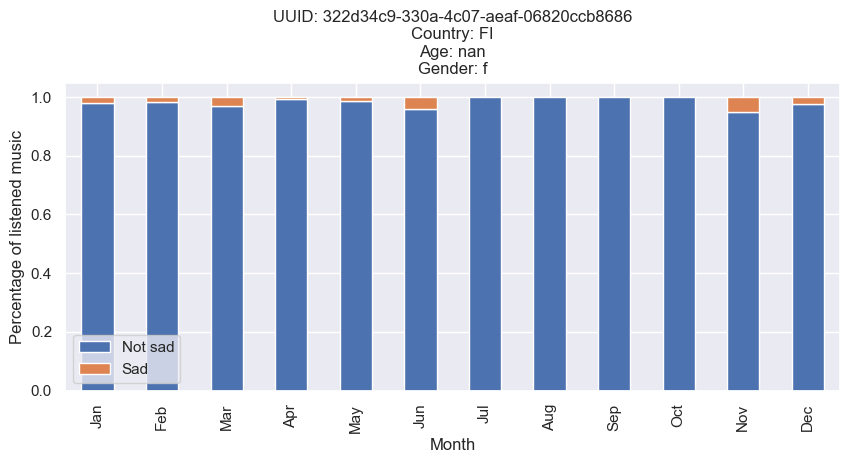 UUID: 322d34c9-330a-4c07-aeaf-06820ccb8686
Country: FI
Age: nan
Gender: f
Percentage of listened music
1.0
0.8
0.6
0.4
0.2
0.0
Not sad
Sad
Jan
Feb
Mar
Apr
May
Jun
Jul
Aug
Sep
Oct
Nov
Dec
Month